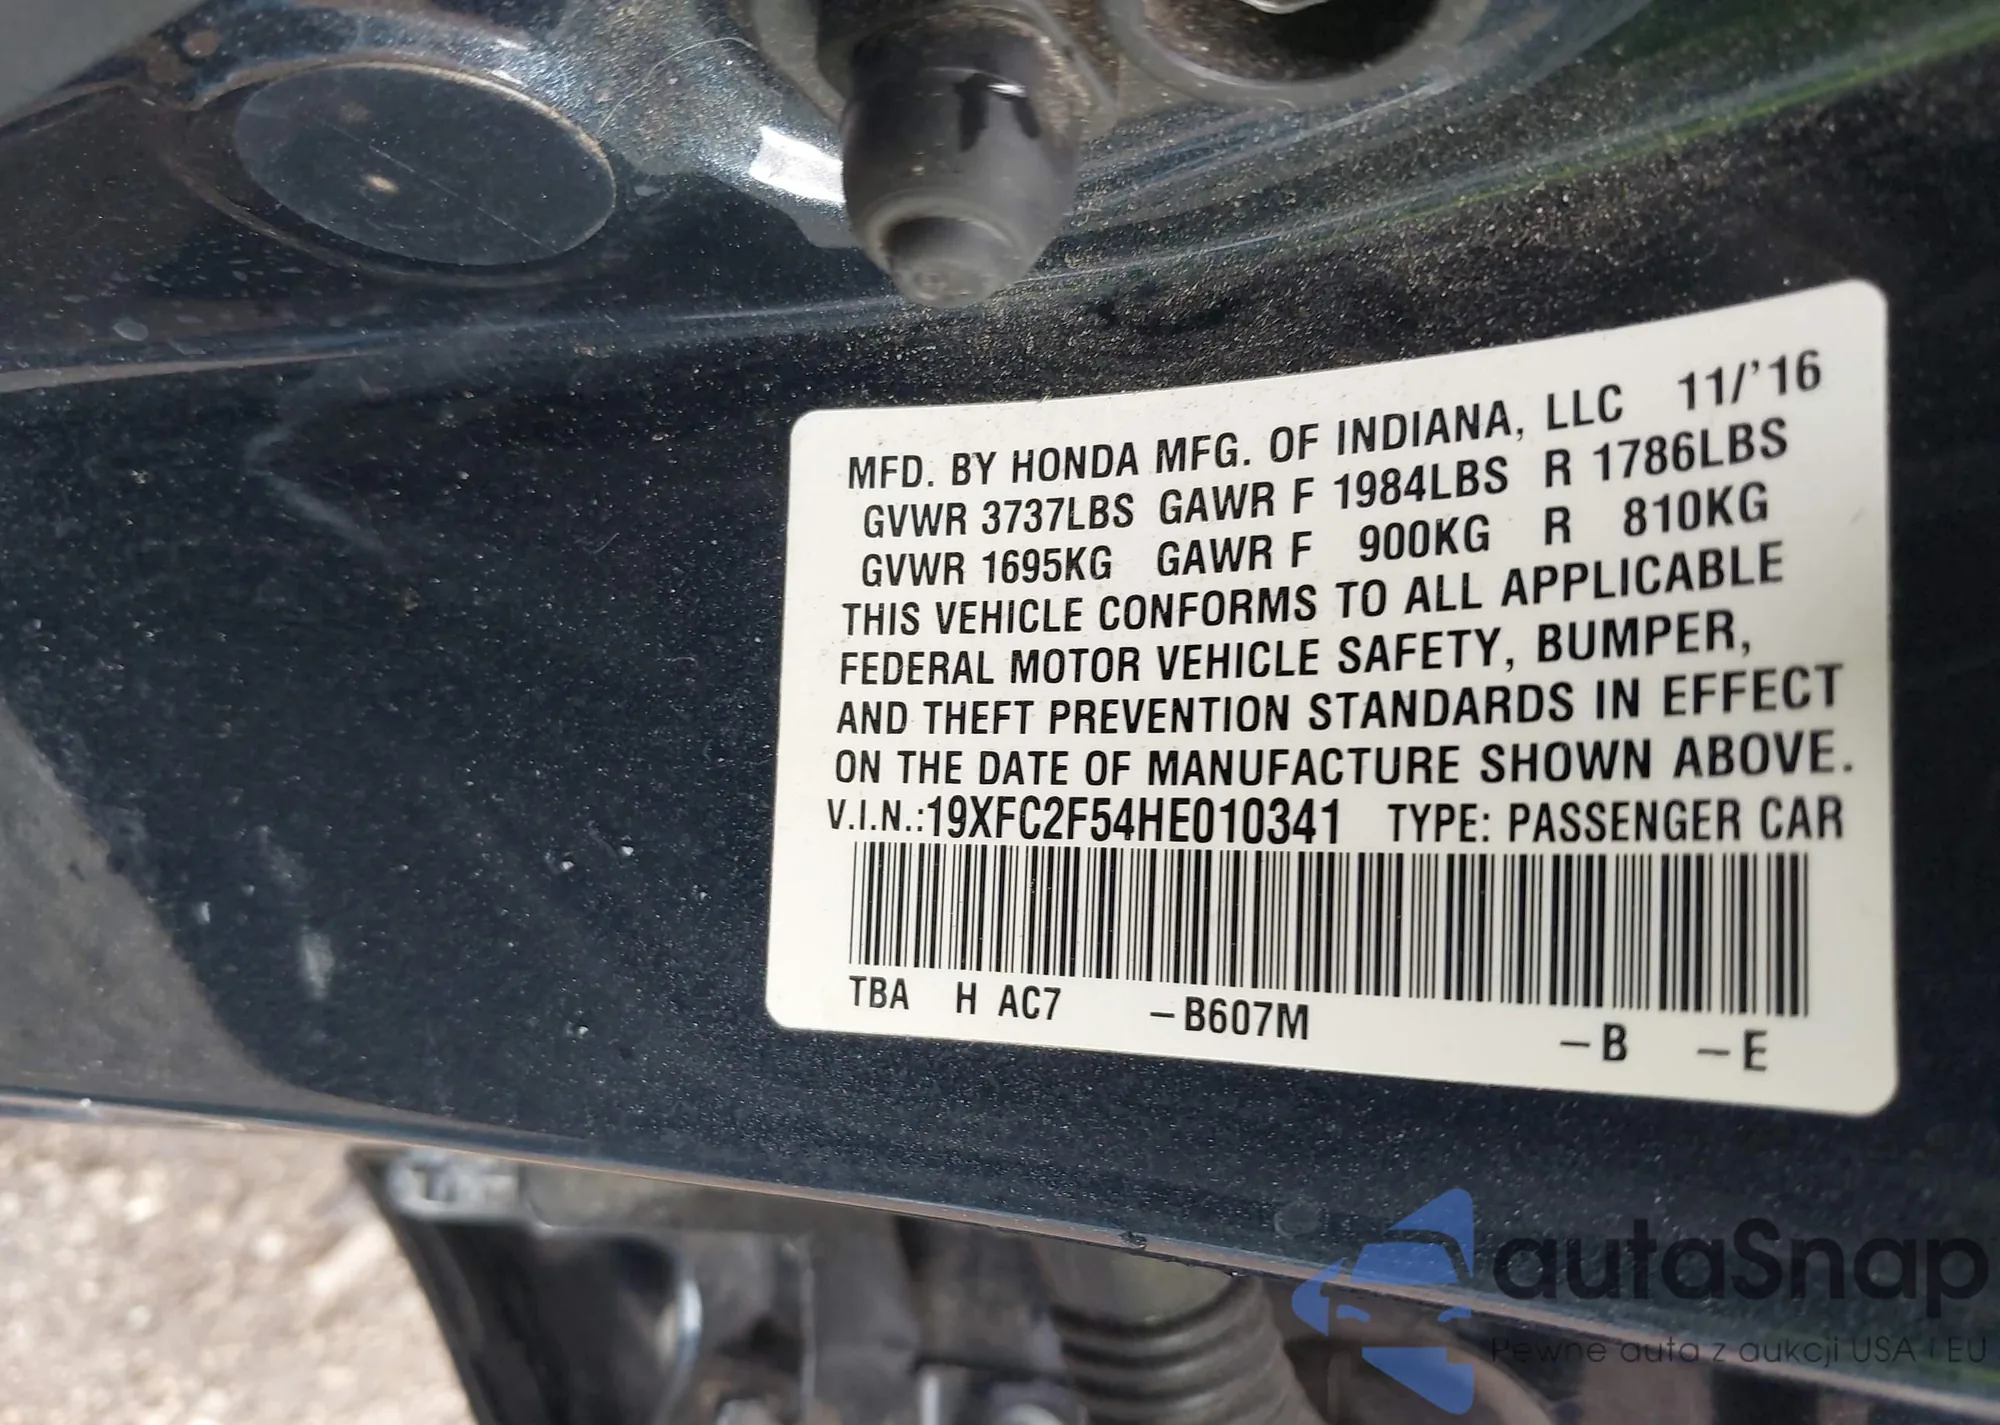 MFD. BY HONDA MFG. OF INDIANA, LLC 11/'16
GVWR 3737LBS GAWR F 1984LBS R 1786LBS
GVWR 1695KG GAWR F 900KG R 810KG
THIS VEHICLE CONFORMS TO ALL APPLICABLE
FEDERAL MOTOR VEHICLE SAFETY, BUMPER,
AND THEFT PREVENTION STANDARDS IN EFFECT
ON THE DATE OF MANUFACTURE SHOWN ABOVE.
V.I.N.:19XFC2F54HE010341 TYPE: PASSENGER CAR
TBA H AC7 –B607M –B –E
autaSnap
Pewne auta z aukcji USA i EU